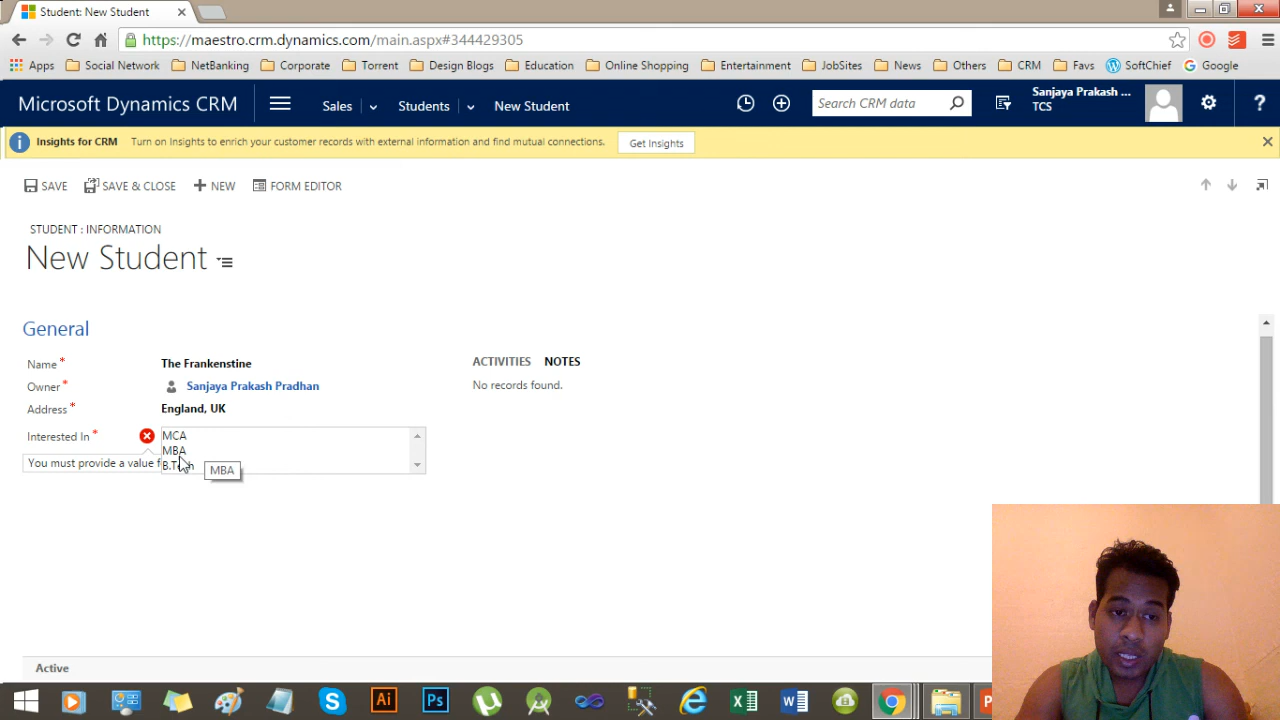 Student: New Student
https://maestro.crm.dynamics.com/main.aspx#344429305
Apps Social Network NetBanking Corporate Torrent Design Blogs Education Online Shopping Entertainment JobSites News Others CRM Favs SoftChief Google
Microsoft Dynamics CRM Sales Students New Student Search CRM data Sanjaya Prakash ...
TCS
?
Insights for CRM Turn on Insights to enrich your customer records with external information and find mutual connections. Get Insights
SAVE SAVE & CLOSE NEW FORM EDITOR
STUDENT : INFORMATION
New Student
General
Name * The Frankenstine
Owner * Sanjaya Prakash Pradhan
Address * England, UK
Interested In *
MCA
MBA
You must provide a value
MBA
ACTIVITIES NOTES
No records found.
Active
Ai Ps